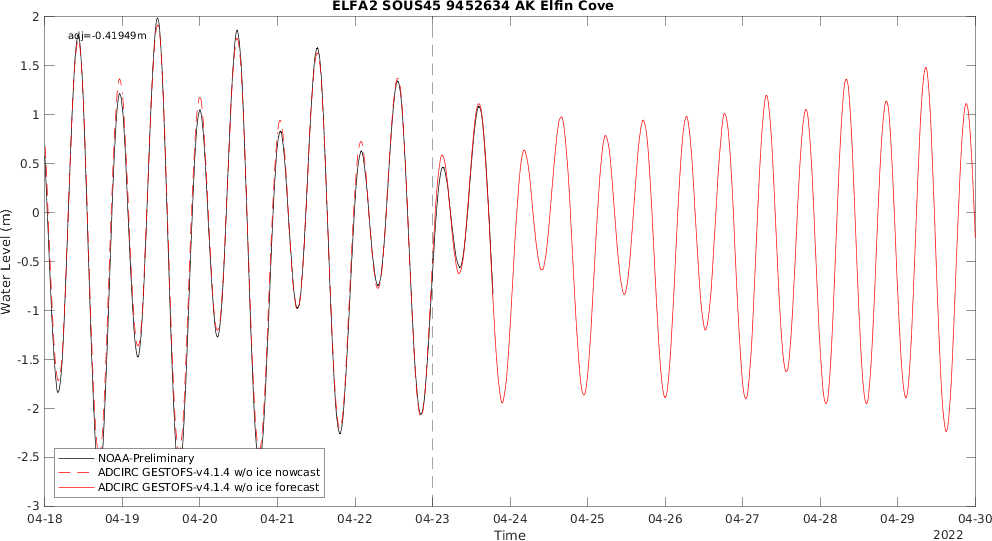 ELFA2 SOUS45 9452634 AK Elfin Cove
adj=-0.41949m
Water Level (m)
2
1.5
1
0.5
0
-0.5
-1
-1.5
-2
-2.5
-3
NOAA-Preliminary
ADCIRC GESTOFS-v4.1.4 w/o ice nowcast
ADCIRC GESTOFS-v4.1.4 w/o ice forecast
04-18 04-19 04-20 04-21 04-22 04-23 04-24 04-25 04-26 04-27 04-28 04-29 04-30
Time
2022